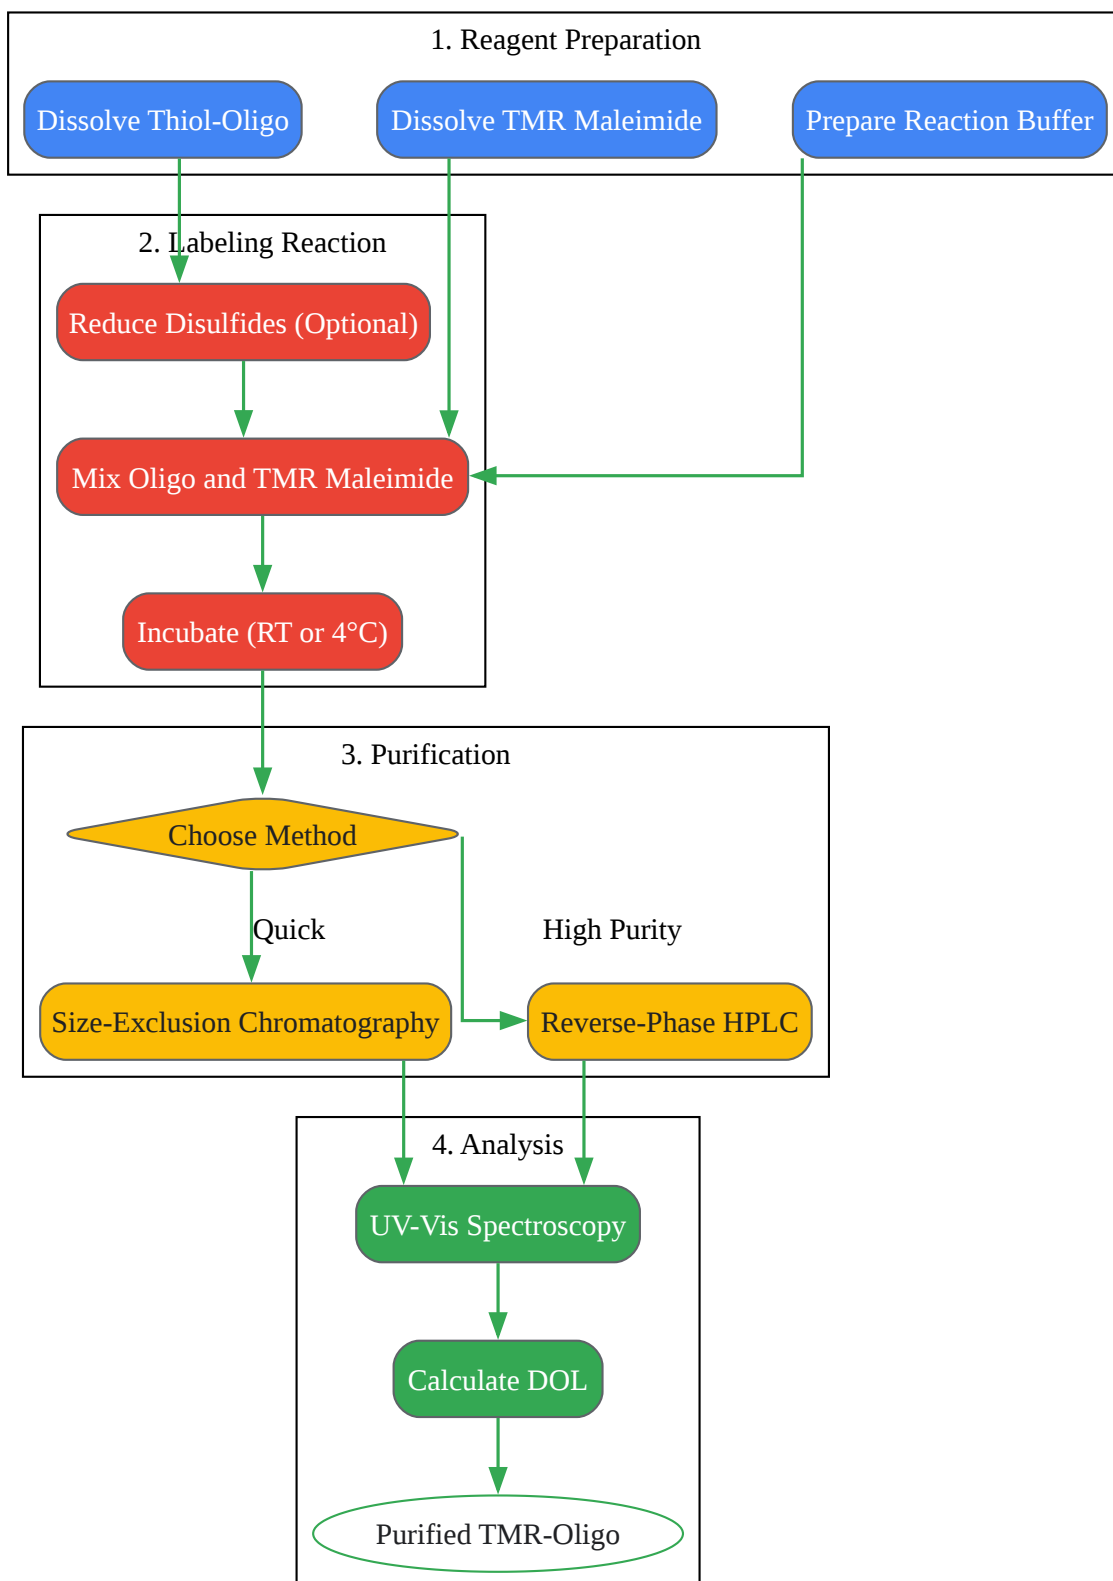 1. Reagent Preparation
Dissolve Thiol-Oligo
Dissolve TMR Maleimide
Prepare Reaction Buffer
2. Labeling Reaction
Reduce Disulfides (Optional)
Mix Oligo and TMR Maleimide
Incubate (RT or 4°C)
3. Purification
Choose Method
Quick
High Purity
Size-Exclusion Chromatography
Reverse-Phase HPLC
4. Analysis
UV-Vis Spectroscopy
Calculate DOL
Purified TMR-Oligo